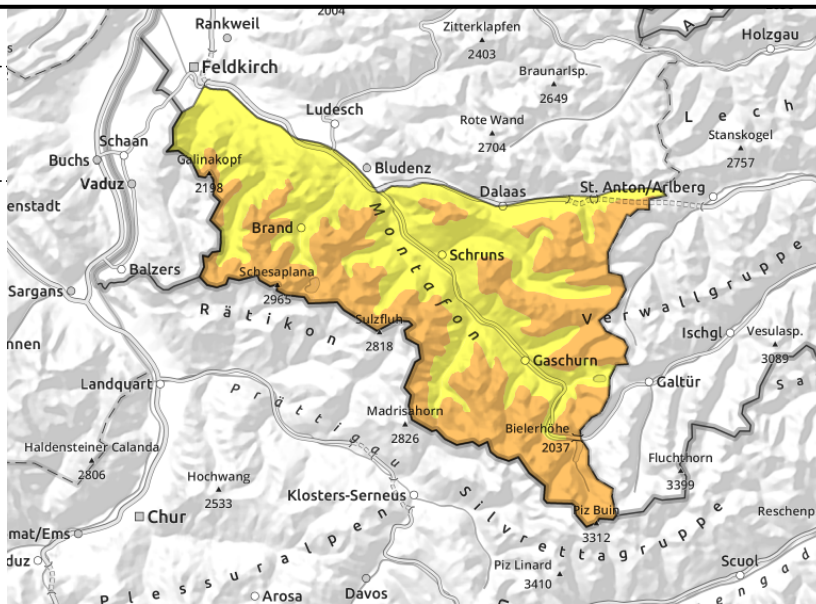 2004
Rankweil
Zitterklapfen
2403
Holzgau
A
Feldkirch
Braunarlsp.
2649
Ludesch
Rote Wand
2704
L e c h
Stanskogel
2757
Schaan
Buchs
Vaduz
Galinakopf
2198
Bludenz
Dalaas
St. Anton/Arlberg
enstadt
Brand
Montafon
Schruns
Balzers
Schesaplana
2965
Sargans
Rätikon
Sulzfluh
2818
Verwallgruppe
Ischgl
Vesulasp.
3089
nnen
Gaschurn
Landquart
Galtür
Sa
Prättigau
Madrisahorn
2826
Bielerhöhe
2037
Haldensteiner Calanda
2806
Hochwang
2533
Fluchthorn
3399
Klosters-Serneus
Silvrettagruppe
Piz Buin
3312
Reschenp
Chur
mat/Ems
duz
Plessuralpen
Piz Linard
3410
Scuol
Arosa
Davos
engad